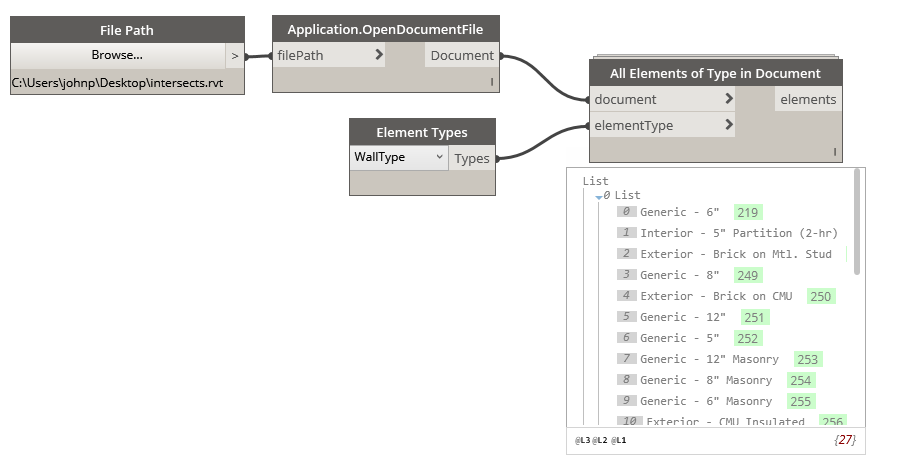 File Path
Browse...
>
C:\Users\johnp\Desktop\intersects.rvt
Application.OpenDocumentFile
filePath > Document
l
Element Types
WallType Types
All Elements of Type in Document
document > elements
elementType >
l
List
0 List
0 Generic - 6" 219
1 Interior - 5" Partition (2-hr)
2 Exterior - Brick on Mtl. Stud
3 Generic - 8" 249
4 Exterior - Brick on CMU 250
5 Generic - 12" 251
6 Generic - 5" 252
7 Generic - 12" Masonry 253
8 Generic - 8" Masonry 254
9 Generic - 6" Masonry 255
10 Exterior - CMU Insulated 256
@L3 @L2 @L1 {27}